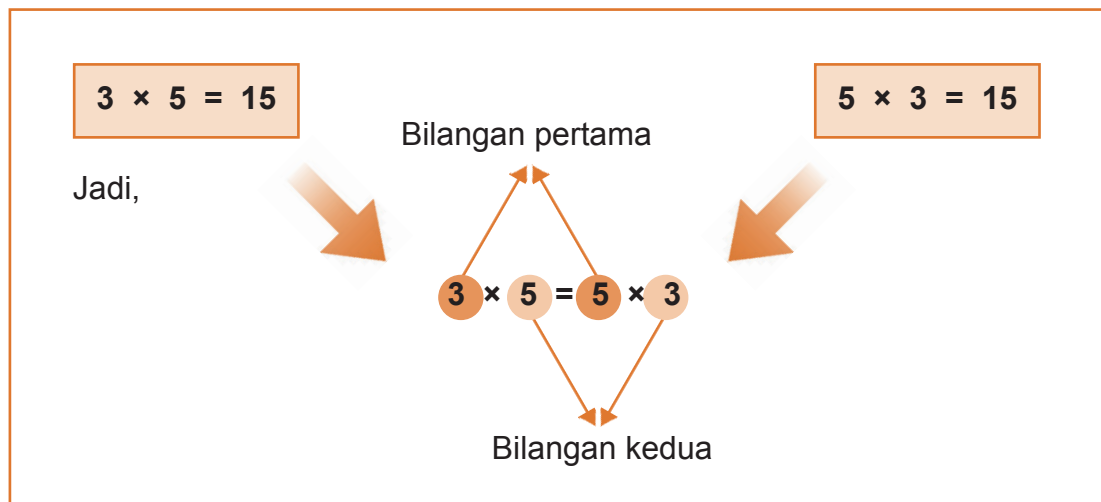 3 × 5 = 15
5 × 3 = 15
Bilangan pertama
Jadi,
3 × 5 = 5 × 3
Bilangan kedua